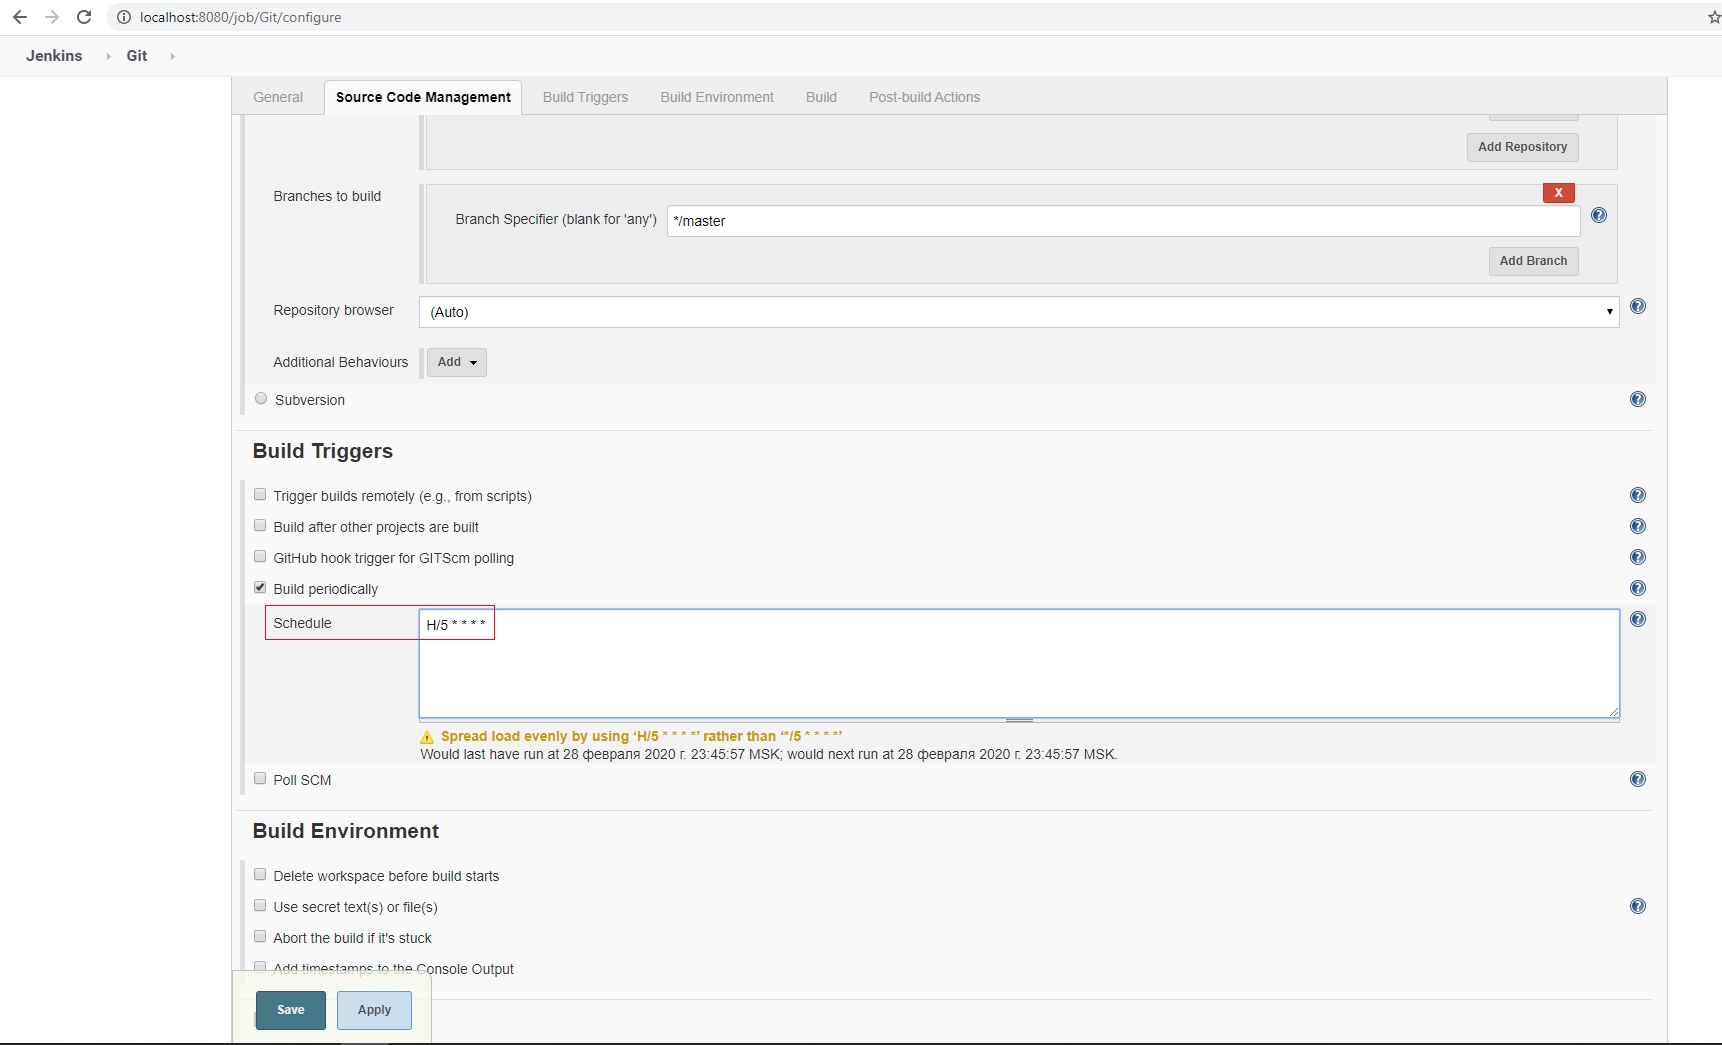 localhost:8080/job/Git/configure
Jenkins Git
General Source Code Management Build Triggers Build Environment Build Post-build Actions
Add Repository
Branches to build
X
Branch Specifier (blank for 'any') */master
Add Branch
Repository browser (Auto)
Additional Behaviours Add
Subversion
Build Triggers
Trigger builds remotely (e.g., from scripts)
Build after other projects are built
GitHub hook trigger for GITScm polling
Build periodically
Schedule H/5 * * * *
Spread load evenly by using ‘H/5 * * * *’ rather than ‘*/5 * * * *’
Would last have run at 28 февраля 2020 г. 23:45:57 MSK; would next run at 28 февраля 2020 г. 23:45:57 MSK.
Poll SCM
Build Environment
Delete workspace before build starts
Use secret text(s) or file(s)
Abort the build if it's stuck
Add timestamps to the Console Output
Save Apply